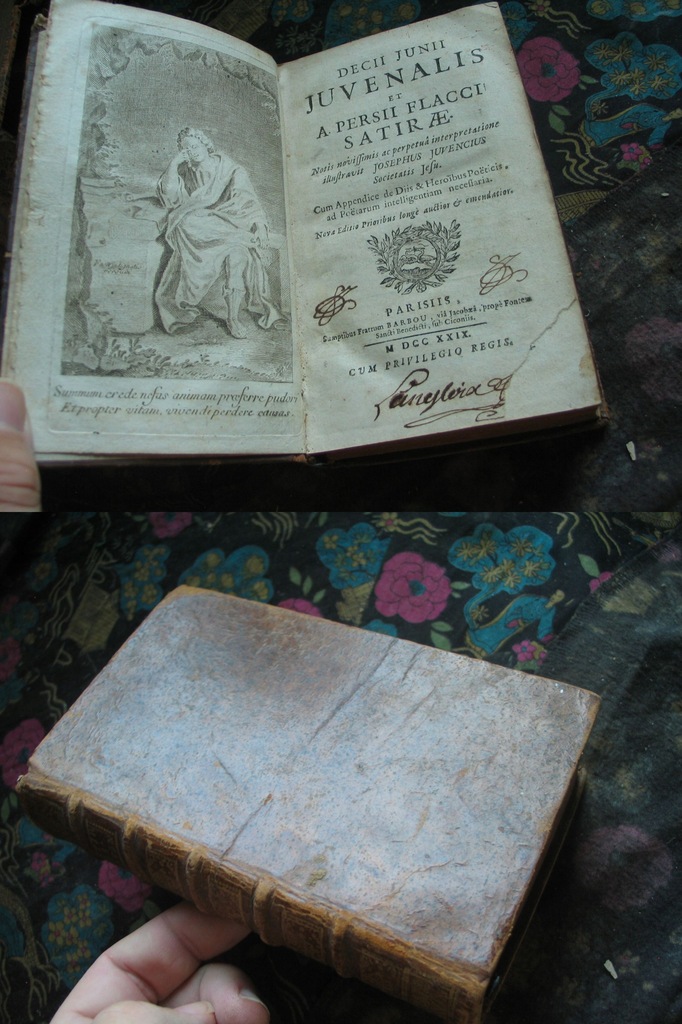 Summum crede nefas animam præferre pudori
Et propter vitam, vivendi perdere causas.
DECII JUNII
JUVENALIS
ET
A. PERSII FLACCI
SATIRÆ.
Notis novissimis ac perpetuâ interpretatione
illustravit JOSEPHUS JUVENCIUS
Societatis Jesu.
Cum Appendice de Diis & Heroibus Poëticis
ad Poëtarum intelligentiam necessaria.
Nova Editio Prioribus longè auctior & emendatior.
PARISIIS,
Sumptibus Fratrum BARBOU, viâ Jacobæâ, propè Fontem
Sancti Benedicti, sub Ciconiis.
M DCC XXIX.
CUM PRIVILEGIO REGIS.